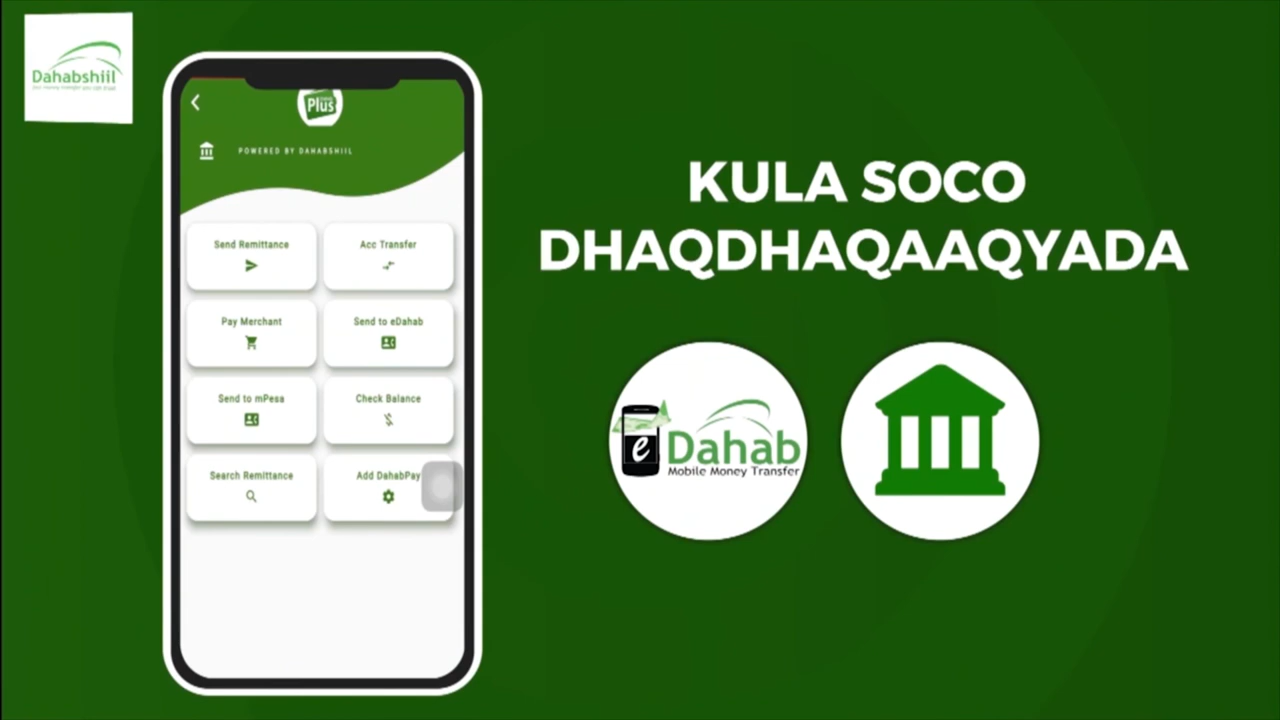 Dahabshiil
Plus
POWERED BY DAHABSHIIL
Send Remittance
Acc Transfer
Pay Merchant
Send to eDahab
Send to mPesa
Check Balance
Search Remittance
Add DahabPay
KULA SOCO
DHAQDHAQAAQYADA
e Dahab
Mobile Money Transfer